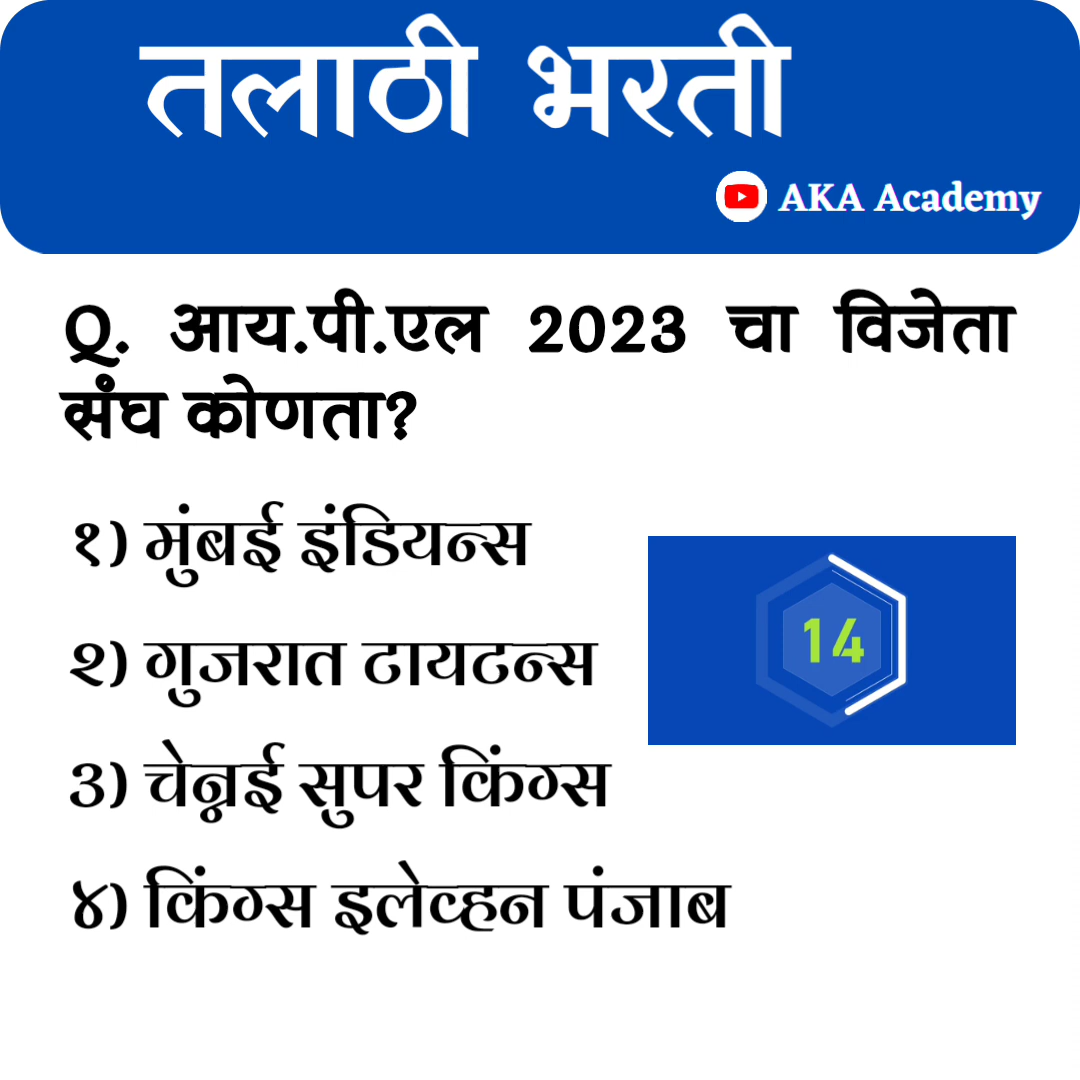 तलाठी भरती
AKA Academy
Q. आय.पी.एल 2023 चा विजेता
संघ कोणता?
१) मुंबई इंडियन्स
२) गुजरात टायटन्स
३) चेन्नई सुपर किंग्स
14
४) किंग्स इलेव्हन पंजाब